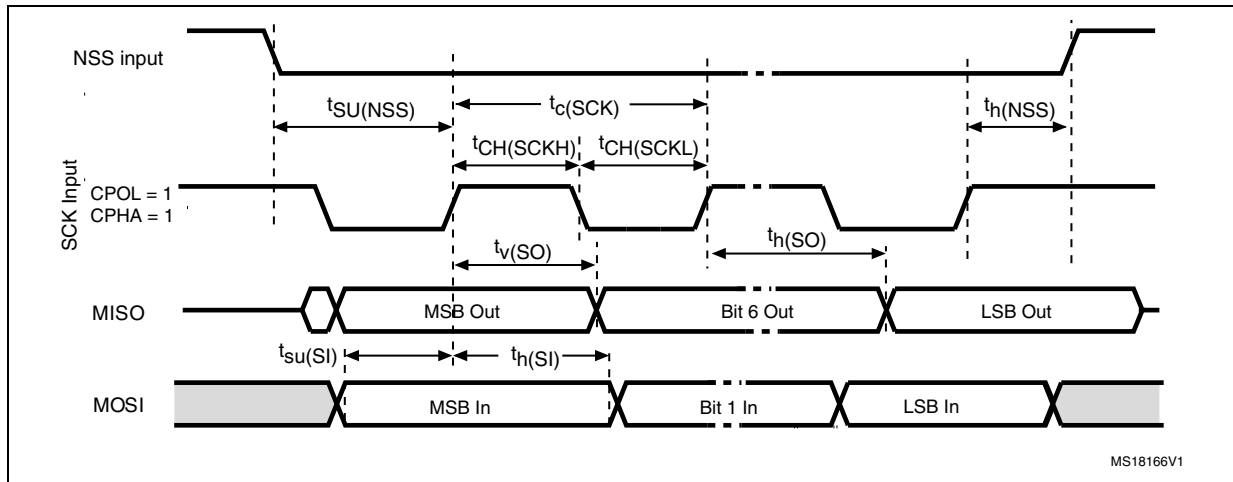 NSS input
tSU(NSS)
tc(SCK)
th(NSS)
tCH(SCKH)
tCH(SCKL)
SCK Input
CPOL = 1
CPHA = 1
tv(SO)
th(SO)
MISO
MSB Out
Bit 6 Out
LSB Out
tsu(SI)
th(SI)
MOSI
MSB In
Bit 1 In
LSB In
MS18166V1